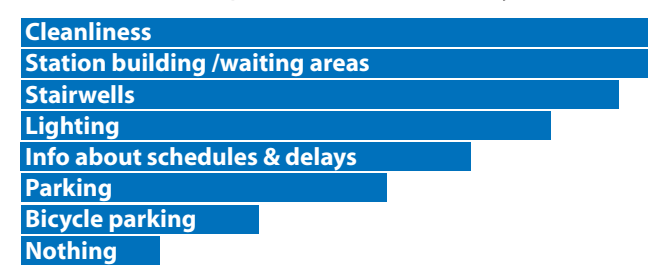 Cleanliness
Station building /waiting areas
Stairwells
Lighting
Info about schedules & delays
Parking
Bicycle parking
Nothing